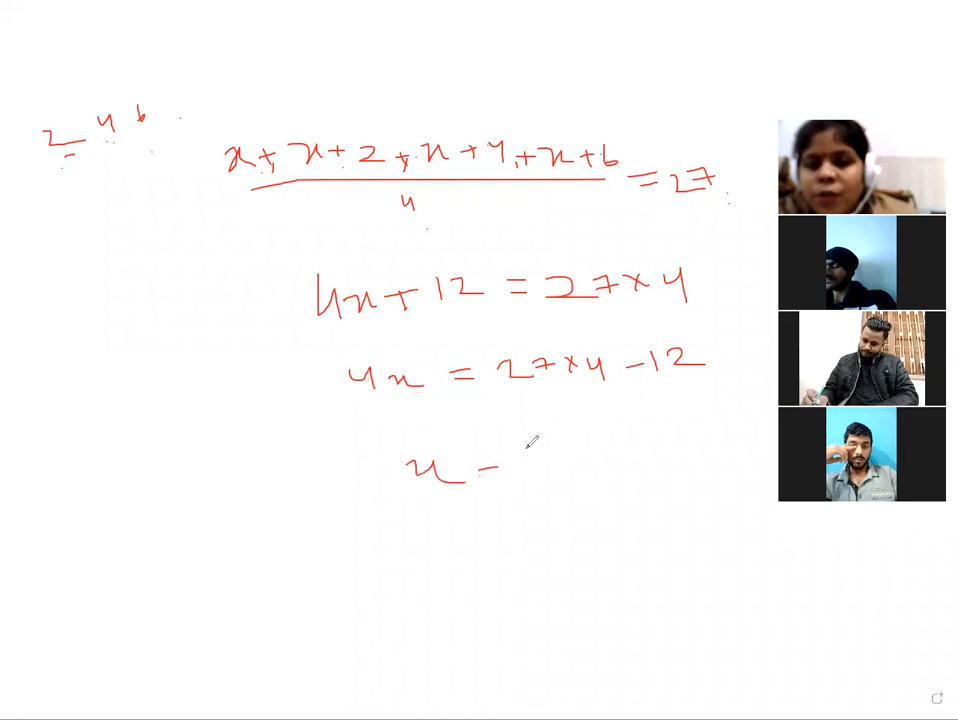 2 4 6
x + x + 2 + x + 4 + x + 6 = 27
4
4x + 12 = 27 × 4
4x = 27 × 4 - 12
x =